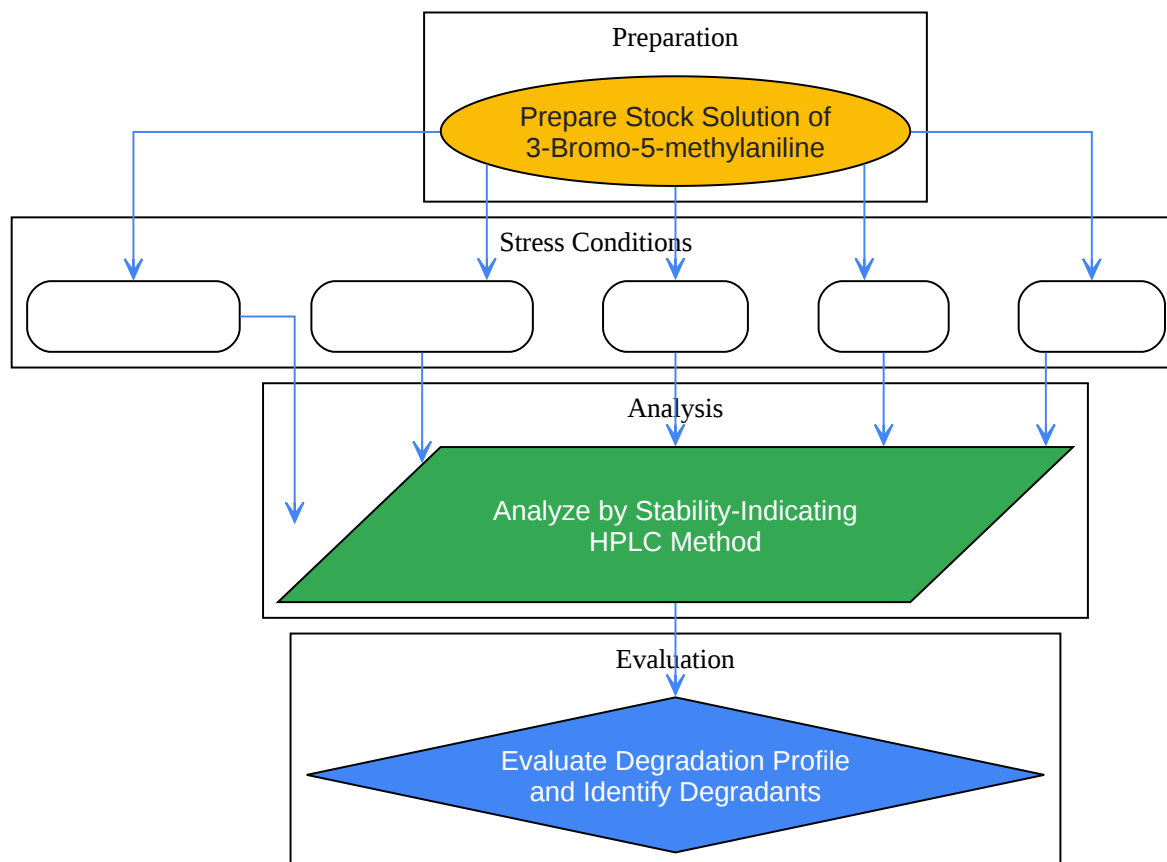 Preparation
Prepare Stock Solution of
3-Bromo-5-methylaniline
Stress Conditions
Analysis
Analyze by Stability-Indicating
HPLC Method
Evaluation
Evaluate Degradation Profile
and Identify Degradants